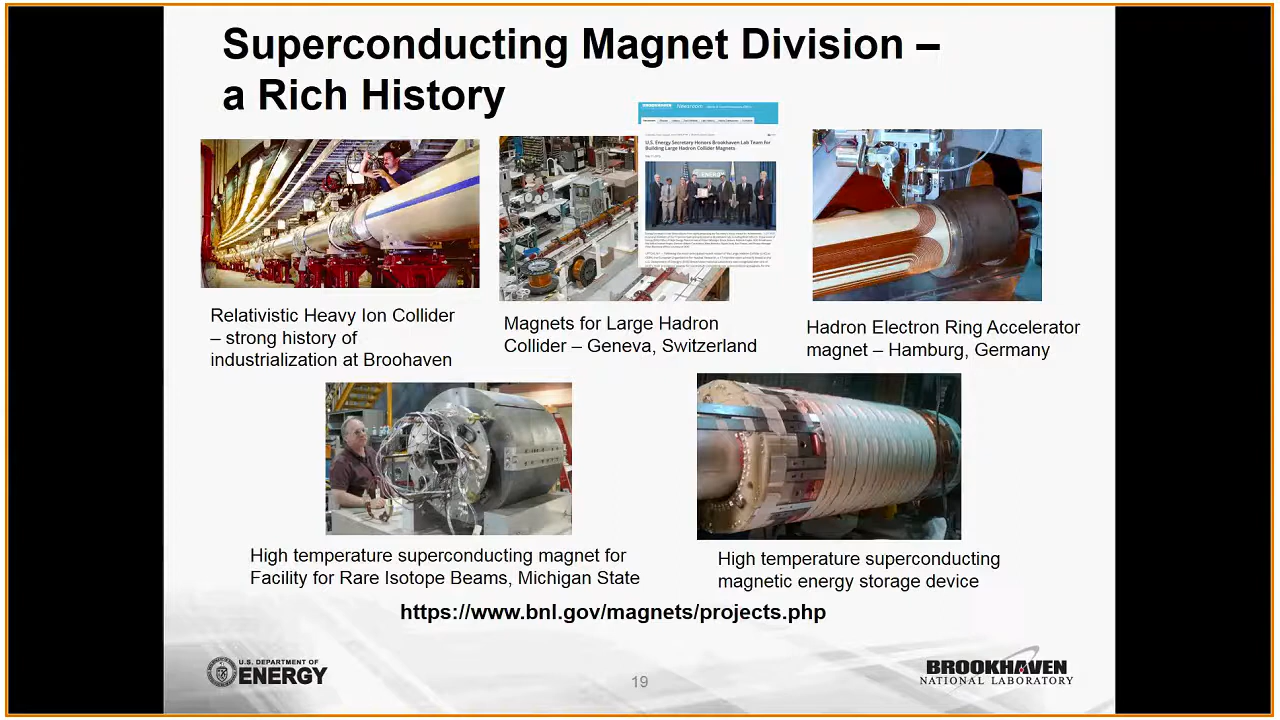 Superconducting Magnet Division –
a Rich History
BROOKHAVEN
Newsroom
U.S. Energy Secretary Honors Brookhaven Lab Team for
Building Large Hadron Collider Magnets
ENERGY
Relativistic Heavy Ion Collider
– strong history of
industrialization at Broohaven
Magnets for Large Hadron
Collider – Geneva, Switzerland
Hadron Electron Ring Accelerator
magnet – Hamburg, Germany
High temperature superconducting magnet for
Facility for Rare Isotope Beams, Michigan State
High temperature superconducting
magnetic energy storage device
https://www.bnl.gov/magnets/projects.php
U.S. DEPARTMENT OF
ENERGY
19
BROOKHAVEN
NATIONAL LABORATORY